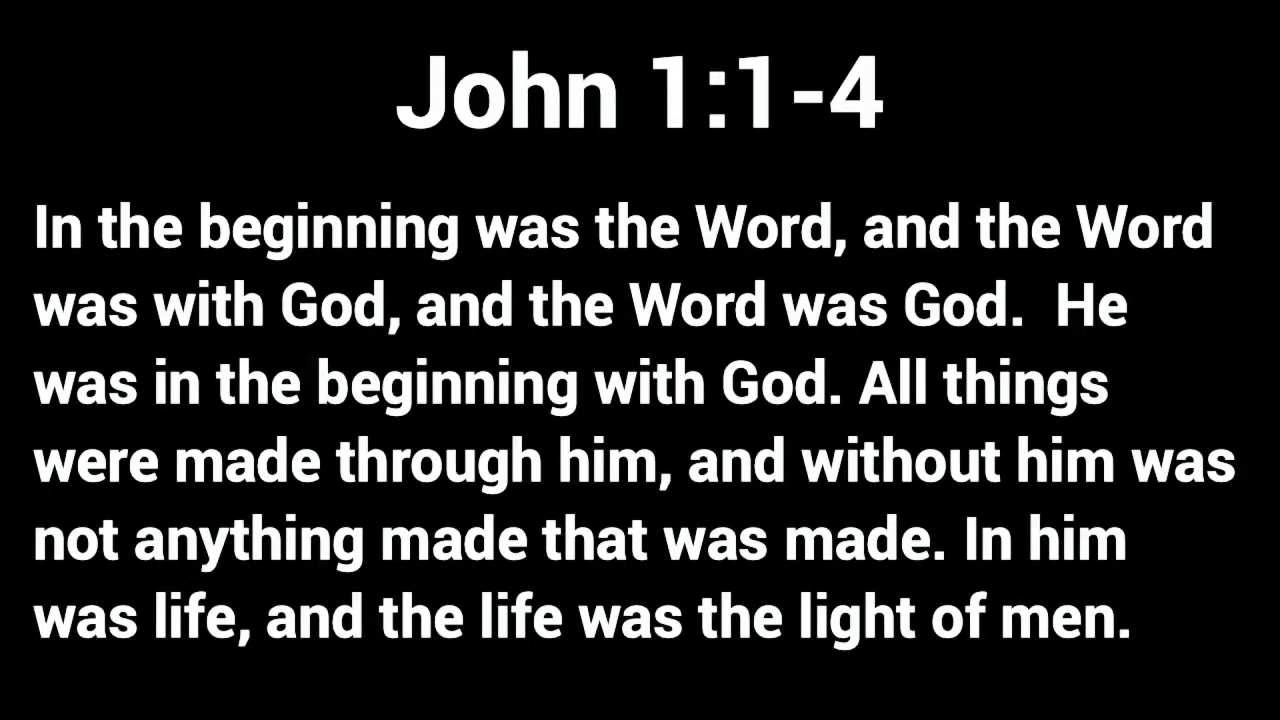 John 1:1-4
In the beginning was the Word, and the Word
was with God, and the Word was God.  He
was in the beginning with God. All things
were made through him, and without him was
not anything made that was made. In him
was life, and the life was the light of men.